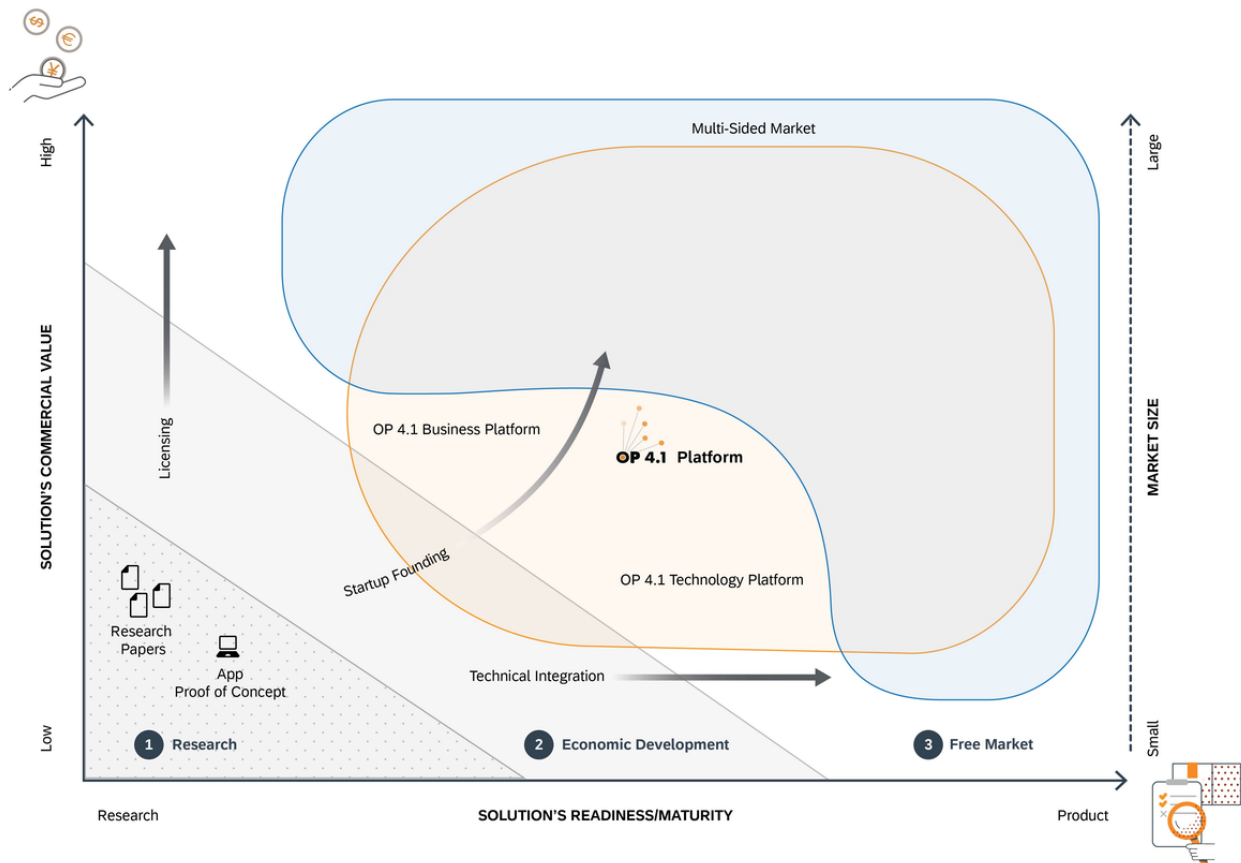 $
€
¥
High
Multi-Sided Market
Large
SOLUTION'S COMMERCIAL VALUE
Licensing
OP 4.1 Business Platform
OP 4.1 Platform
MARKET SIZE
Startup Founding
OP 4.1 Technology Platform
Research
Papers
App
Proof of Concept
Technical Integration
Low
1 Research
2 Economic Development
3 Free Market
Small
Research
SOLUTION'S READINESS/MATURITY
Product